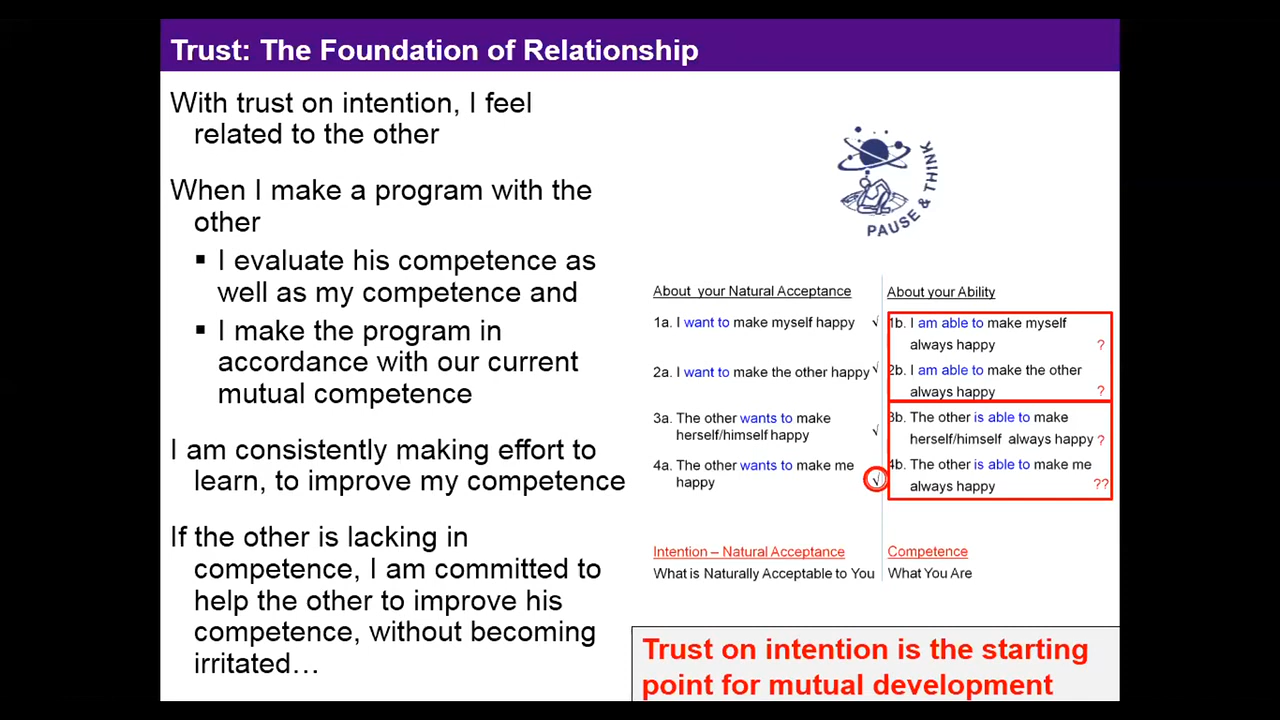 Trust: The Foundation of Relationship
With trust on intention, I feel
related to the other
When I make a program with the
other
▪ I evaluate his competence as
well as my competence and
▪ I make the program in
accordance with our current
mutual competence
I am consistently making effort to
learn, to improve my competence
If the other is lacking in
competence, I am committed to
help the other to improve his
competence, without becoming
irritated…
PAUSE & THINK
About your Natural Acceptance
1a. I want to make myself happy √
2a. I want to make the other happy √
3a. The other wants to make
herself/himself happy √
4a. The other wants to make me
happy √
Intention – Natural Acceptance
What is Naturally Acceptable to You
About your Ability
1b. I am able to make myself
always happy ?
2b. I am able to make the other
always happy ?
3b. The other is able to make
herself/himself always happy ?
4b. The other is able to make me
always happy ??
Competence
What You Are
Trust on intention is the starting
point for mutual development